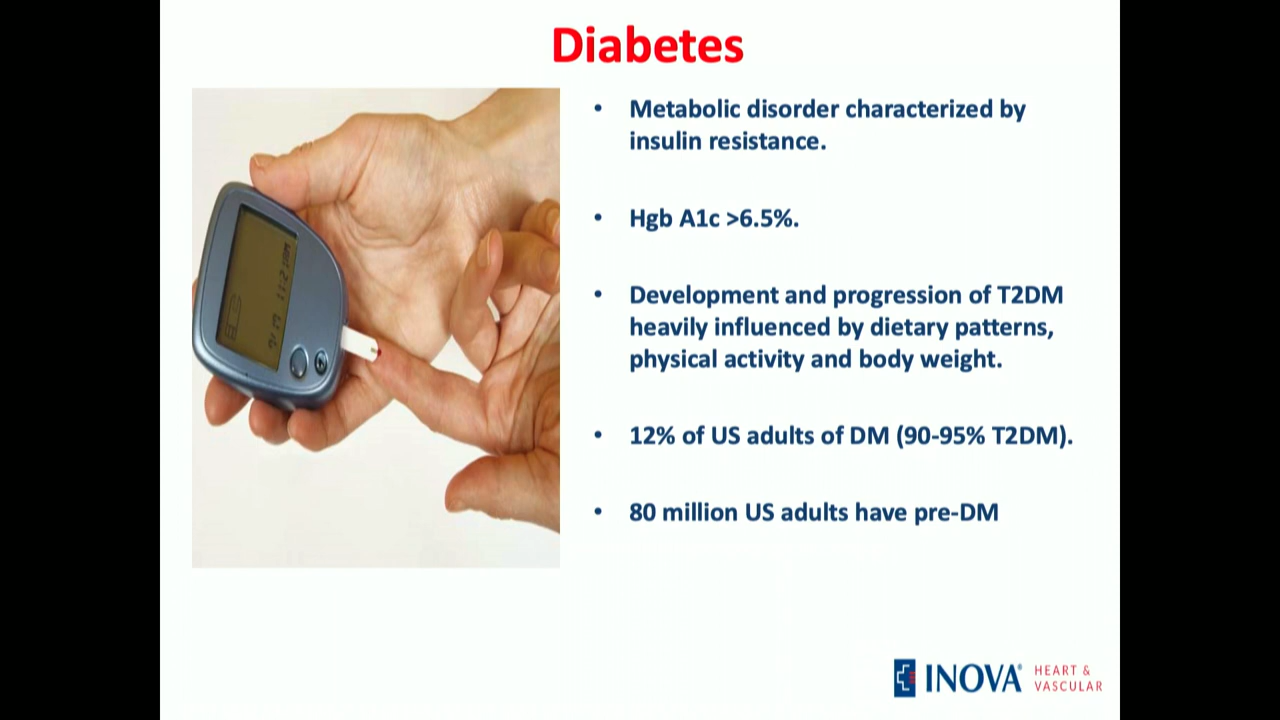 Diabetes
• Metabolic disorder characterized by
insulin resistance.
• Hgb A1c >6.5%.
• Development and progression of T2DM
heavily influenced by dietary patterns,
physical activity and body weight.
• 12% of US adults of DM (90-95% T2DM).
• 80 million US adults have pre-DM
INOVA®
HEART &
VASCULAR